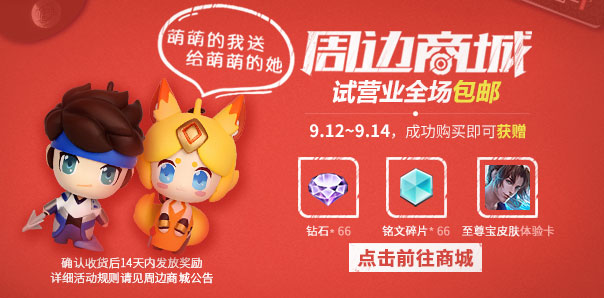 萌萌的我送
给萌萌的她
周边商城
试营业全场包邮
9.12~9.14，成功购买即可获赠
钻石* 66
铭文碎片* 66
至尊宝皮肤体验卡
点击前往商城
确认收货后14天内发放奖励
详细活动规则请见周边商城公告